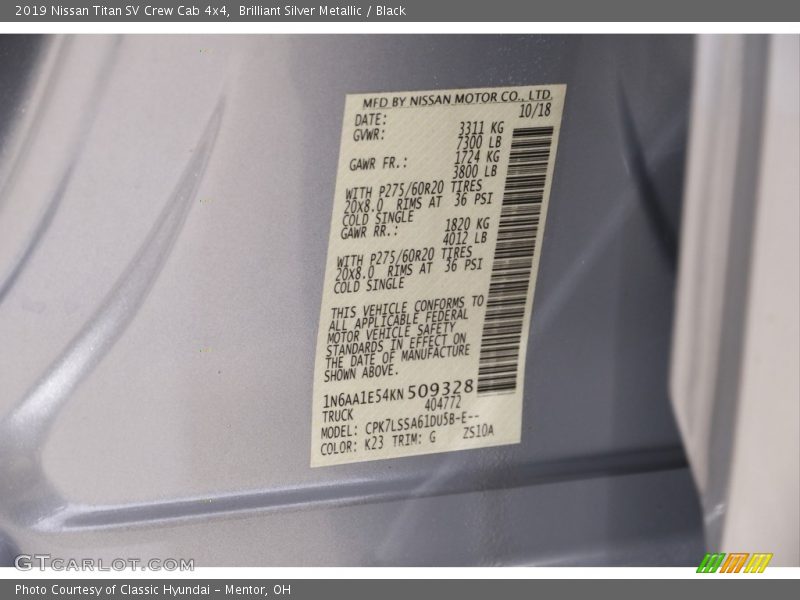 2019 Nissan Titan SV Crew Cab 4x4,  Brilliant Silver Metallic / Black
MFD BY NISSAN MOTOR CO., LTD.
DATE: 10/18
GVWR: 3311 KG
7300 LB
GAWR FR.: 1724 KG
3800 LB
WITH P275/60R20 TIRES
20X8.0 RIMS AT 36 PSI
COLD SINGLE
GAWR RR.: 1820 KG
4012 LB
WITH P275/60R20 TIRES
20X8.0 RIMS AT 36 PSI
COLD SINGLE
THIS VEHICLE CONFORMS TO
ALL APPLICABLE FEDERAL
MOTOR VEHICLE SAFETY
STANDARDS IN EFFECT ON
THE DATE OF MANUFACTURE
SHOWN ABOVE.
1N6AA1E54KN 509328
TRUCK 404772
MODEL: CPK7LSSA61DU5B-E--
COLOR: K23 TRIM: G ZS10A
GTCARLOT.COM
Photo Courtesy of Classic Hyundai - Mentor, OH